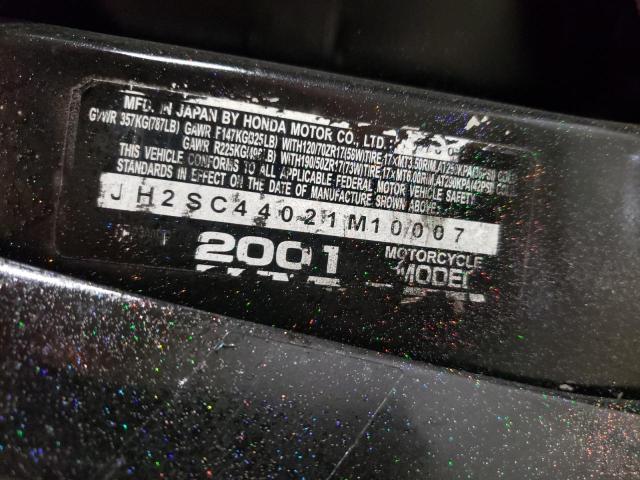 MFD. IN JAPAN BY HONDA MOTOR CO., LTD.
GVWR 357KG(787LB) GAWR F147KG(325LB) WITH120/70ZR17(58W)TIRE,17XMT3.50RIM,AT250KPA(36PSI)
GAWR R225KG( LB) WITH190/50ZR17(73W)TIRE,17XMT6.00RIM,
THIS VEHICLE CONFORMS TO ALL APPLICABLE FEDERAL MOTOR VEHICLE SAFETY
STANDARDS IN EFFECT ON THE DATE OF MANUFACTURE SHOWN ABOVE.
JH2SC44021M10007
2001 MOTORCYCLE
MODEL